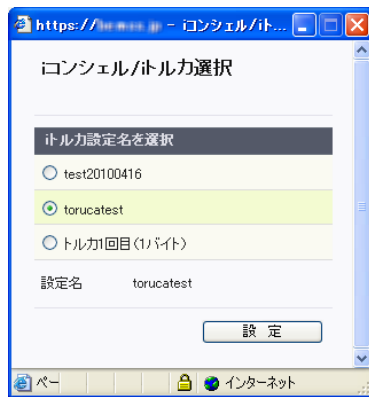 https:// - iコンシェル/iト...
iコンシェル/iトルカ選択
iトルカ設定名を選択
test20100416
torucatest
トルカ1回目(1バイト)
設定名 torucatest
設 定
ペー インターネット